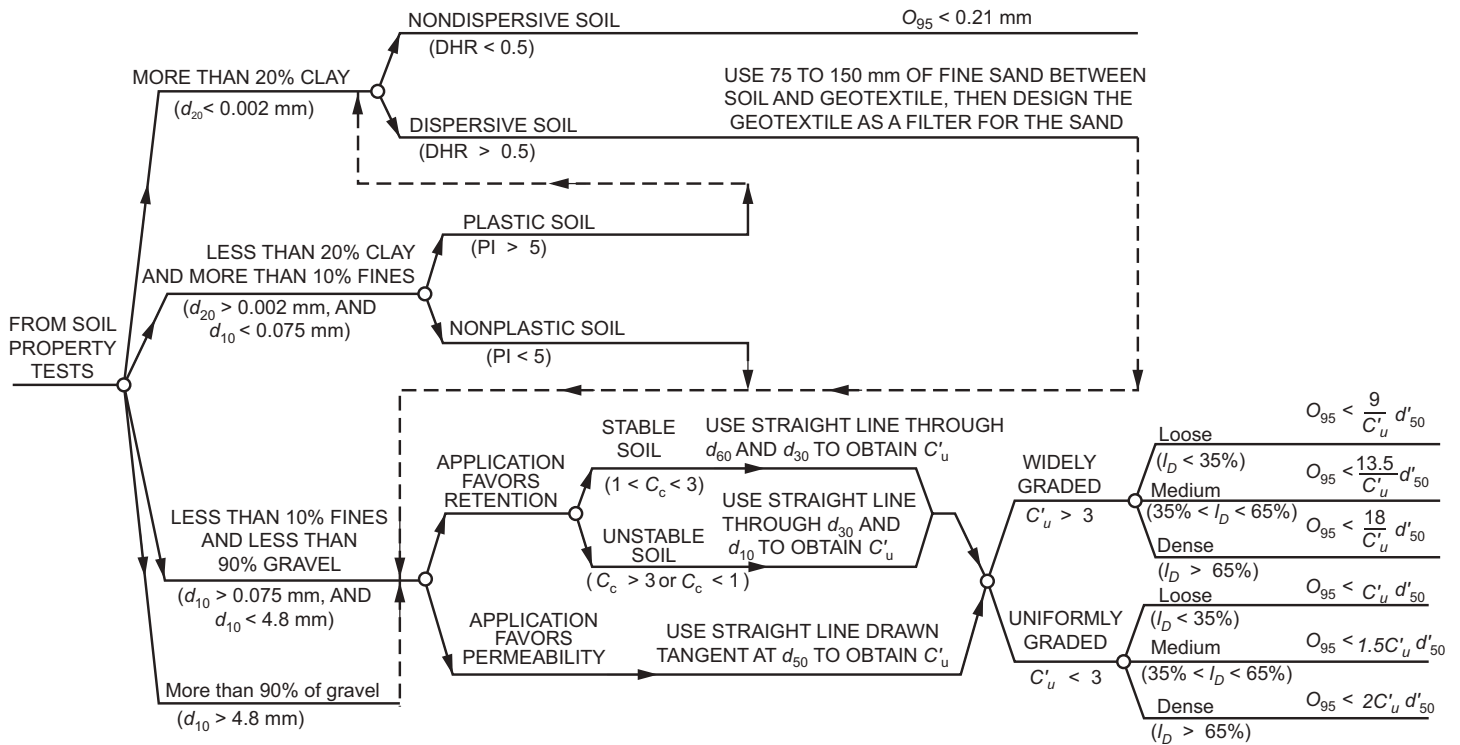 NONDISPERSIVE SOIL
(DHR < 0.5)
O95 < 0.21 mm
MORE THAN 20% CLAY
(d20 < 0.002 mm)
USE 75 TO 150 mm OF FINE SAND BETWEEN
SOIL AND GEOTEXTILE, THEN DESIGN THE
GEOTEXTILE AS A FILTER FOR THE SAND
DISPERSIVE SOIL
(DHR > 0.5)
PLASTIC SOIL
(PI > 5)
LESS THAN 20% CLAY
AND MORE THAN 10% FINES
(d20 > 0.002 mm, AND
d10 < 0.075 mm)
NONPLASTIC SOIL
(PI < 5)
FROM SOIL
PROPERTY
TESTS
LESS THAN 10% FINES
AND LESS THAN
90% GRAVEL
(d10 > 0.075 mm, AND
d10 < 4.8 mm)
More than 90% of gravel
(d10 > 4.8 mm)
APPLICATION
FAVORS
RETENTION
STABLE
SOIL
(1 < Cc < 3)
USE STRAIGHT LINE THROUGH
d60 AND d30 TO OBTAIN C'u
UNSTABLE
SOIL
(Cc > 3 or Cc < 1)
USE STRAIGHT LINE
THROUGH d30 AND
d10 TO OBTAIN C'u
APPLICATION
FAVORS
PERMEABILITY
USE STRAIGHT LINE DRAWN
TANGENT AT d50 TO OBTAIN C'u
WIDELY
GRADED
C'u > 3
Loose
(ID < 35%)
O95 < 9/C'u d'50
Medium
(35% < ID < 65%)
O95 < 13.5/C'u d'50
Dense
(ID > 65%)
O95 < 18/C'u d'50
UNIFORMLY
GRADED
C'u < 3
Loose
(ID < 35%)
O95 < C'u d'50
Medium
(35% < ID < 65%)
O95 < 1.5C'u d'50
Dense
(ID > 65%)
O95 < 2C'u d'50